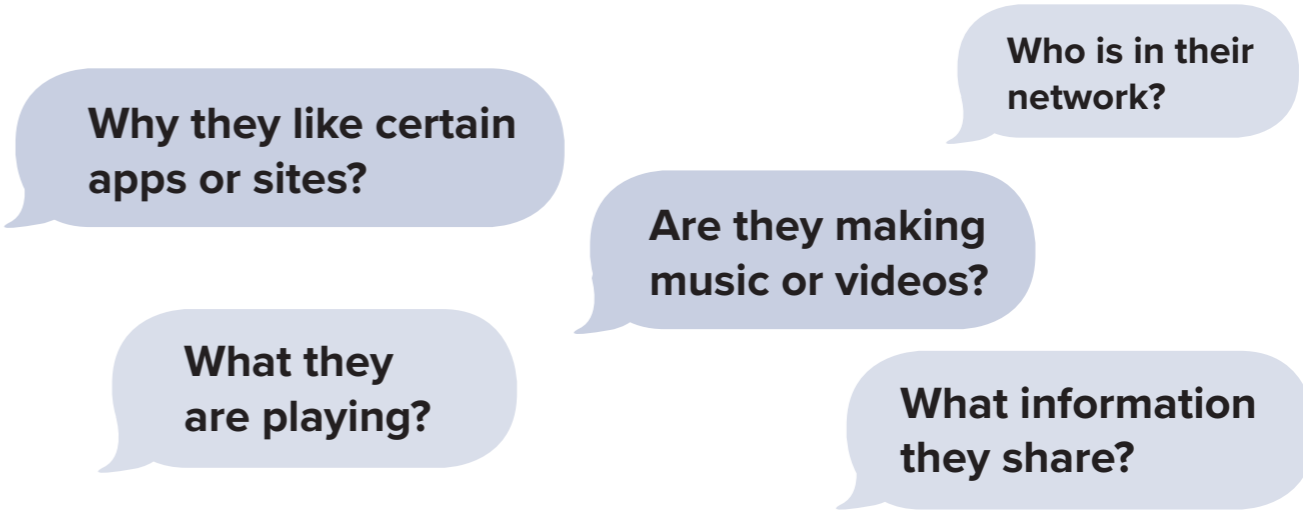 Who is in their
network?
Why they like certain
apps or sites?
Are they making
music or videos?
What they
are playing?
What information
they share?